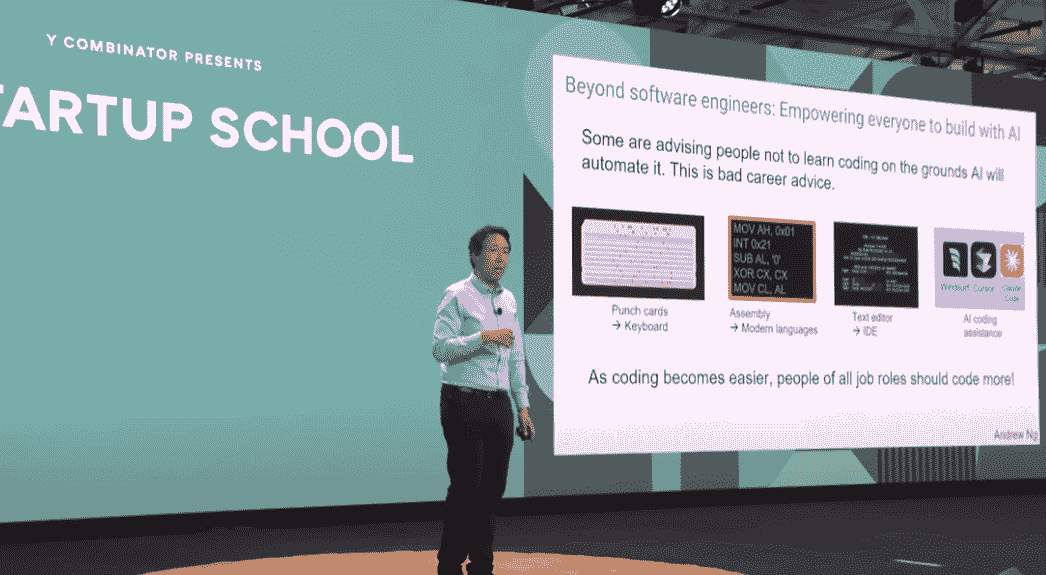 Y COMBINATOR PRESENTS
TARTUP SCHOOL
Beyond software engineers: Empowering everyone to build with AI
Some are advising people not to learn coding on the grounds AI will
automate it. This is bad career advice.
MOV AH, 0x01
INT 0x21
SUB AL, '0'
XOR CX, CX
MOV CL, AL
Windsurf Cursor Claude
Code
Punch cards
→ Keyboard
Assembly
→ Modern languages
Text editor
→ IDE
AI coding
assistance
As coding becomes easier, people of all job roles should code more!
Andrew Ng